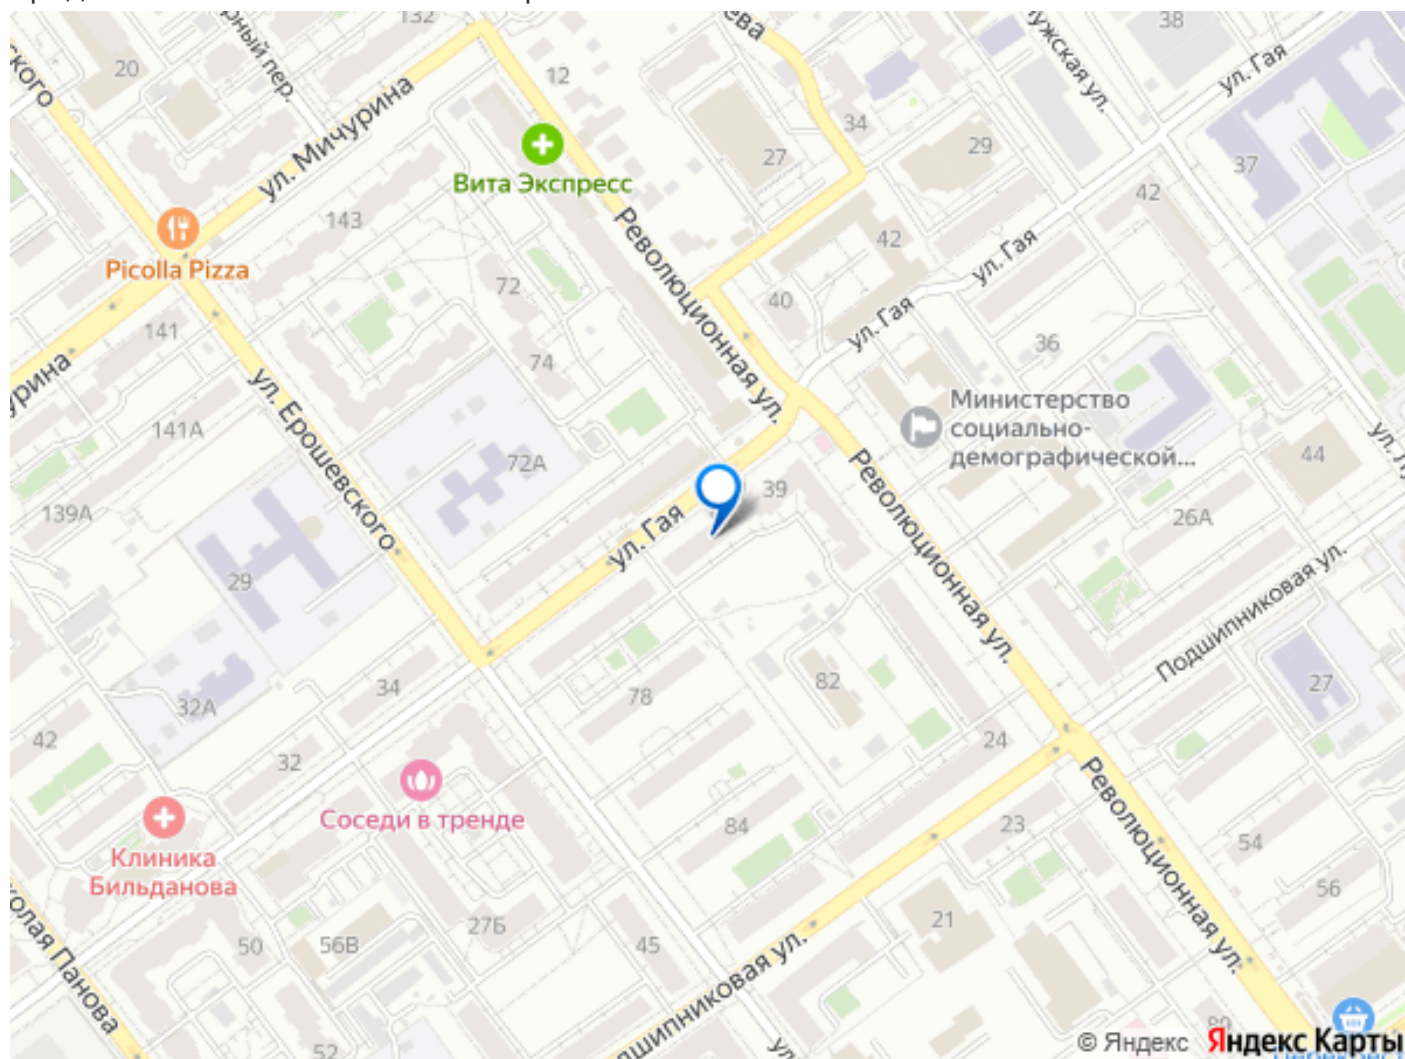 132
38
20
12
ул. Гая
ул. Мичурина
34
29
27
37
Вита Экспресс
42
143
Революционная ул.
42
ул. Гая
Picolla Pizza
72
40
ул. Гая
141
36
74
ул. Ерошевского
Министерство
социально-
демографической...
141А
44
72А
39
Революционная ул.
139А
26А
ул. Гая
29
Подшипниковая ул.
34
78
82
27
32А
42
24
32
Соседи в тренде
84
23
Революционная ул.
54
Клиника
Бильданова
56
27Б
21
50
56В
45
52
© Яндекс
Яндекс Карты